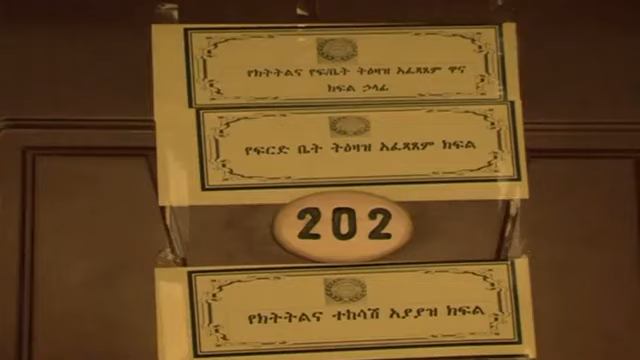 የክትትልና የፍ/ቤት ትዕዛዝ አፈጻጸም ዋና
ክፍል ኃላፊ
የፍርድ ቤት ትዕዛዝ አፈጻጸም ክፍል
202
የክትትልና ተከሳሽ አያያዝ ክፍል